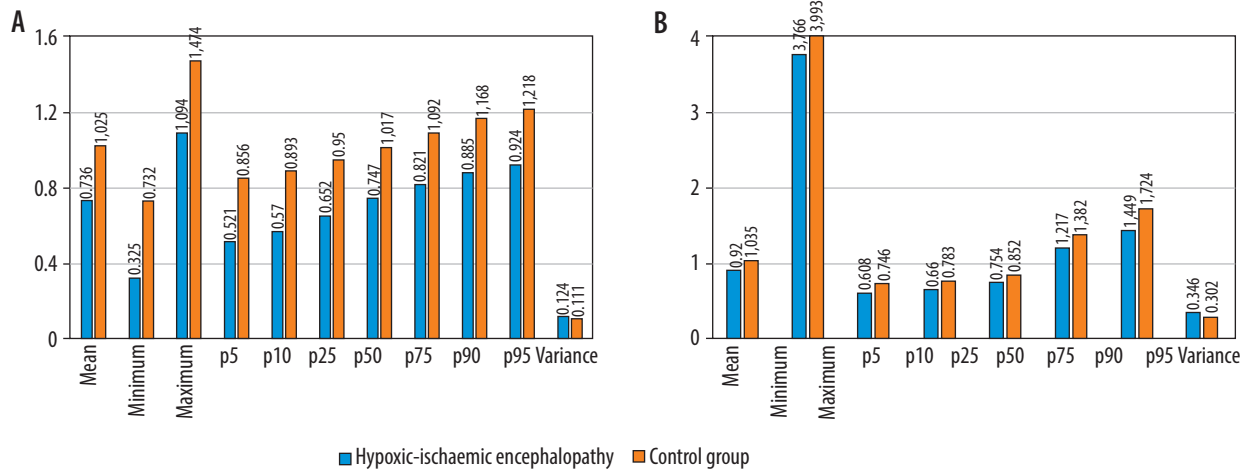 A
1.6
1.2
0.8
0.4
0
0.736
1,025
0.325
0.732
1,094
1,474
0.521
0.856
0.57
0.893
0.652
0.95
0.747
1,017
0.821
1,092
0.885
1,168
0.924
1,218
0.124
0.111
Mean
Minimum
Maximum
p5
p10
p25
p50
p75
p90
p95
Variance
B
4
3
2
1
0
0.92
1,035
3,766
3,993
0.608
0.746
0.66
0.783
0.754
0.852
1,217
1,382
1,449
1,724
0.346
0.302
Mean
Minimum
Maximum
p5
p10
p25
p50
p75
p90
p95
Variance
Hypoxic-ischaemic encephalopathy
Control group